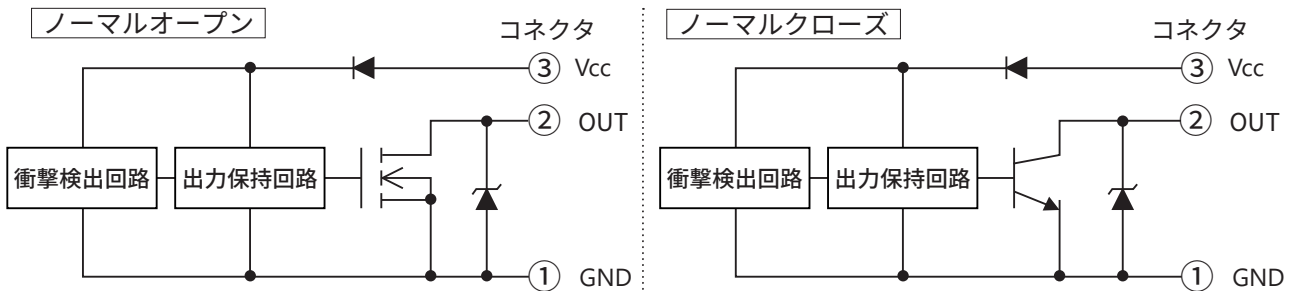 ノーマルオープン
コネクタ
③ Vcc
② OUT
衝撃検出回路
出力保持回路
① GND
ノーマルクローズ
コネクタ
③ Vcc
② OUT
衝撃検出回路
出力保持回路
① GND